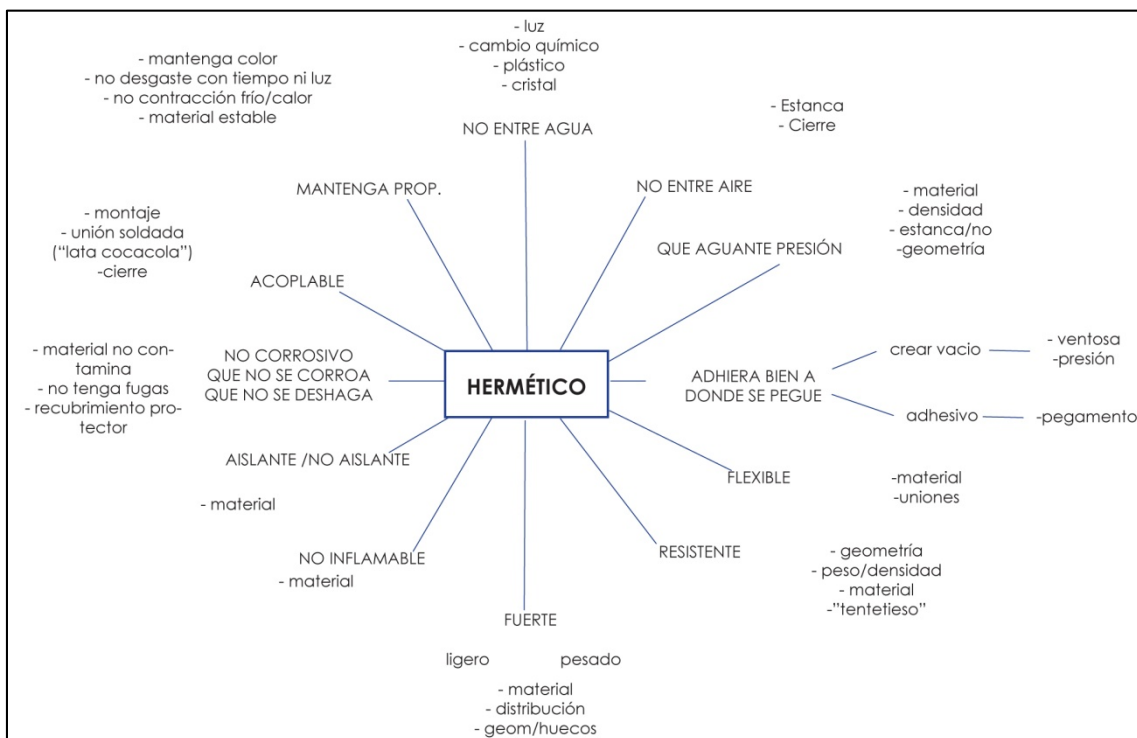 - luz
- cambio químico
- plástico
- cristal
NO ENTRE AGUA
- mantenga color
- no desgaste con tiempo ni luz
- no contracción frío/calor
- material estable
MANTENGA PROP.
- Estanca
- Cierre
NO ENTRE AIRE
- material
- densidad
- estanca/no
-geometría
QUE AGUANTE PRESIÓN
- montaje
- unión soldada
("lata cocacola")
-cierre
ACOPLABLE
- material no con-
tamina
- no tenga fugas
- recubrimiento pro-
tector
NO CORROSIVO
QUE NO SE CORROA
QUE NO SE DESHAGA
HERMÉTICO
ADHIERA BIEN A
DONDE SE PEGUE
crear vacio
- ventosa
-presión
adhesivo
-pegamento
AISLANTE /NO AISLANTE
- material
FLEXIBLE
-material
-uniones
NO INFLAMABLE
- material
RESISTENTE
- geometría
- peso/densidad
- material
-"tentetieso"
FUERTE
ligero
pesado
- material
- distribución
- geom/huecos